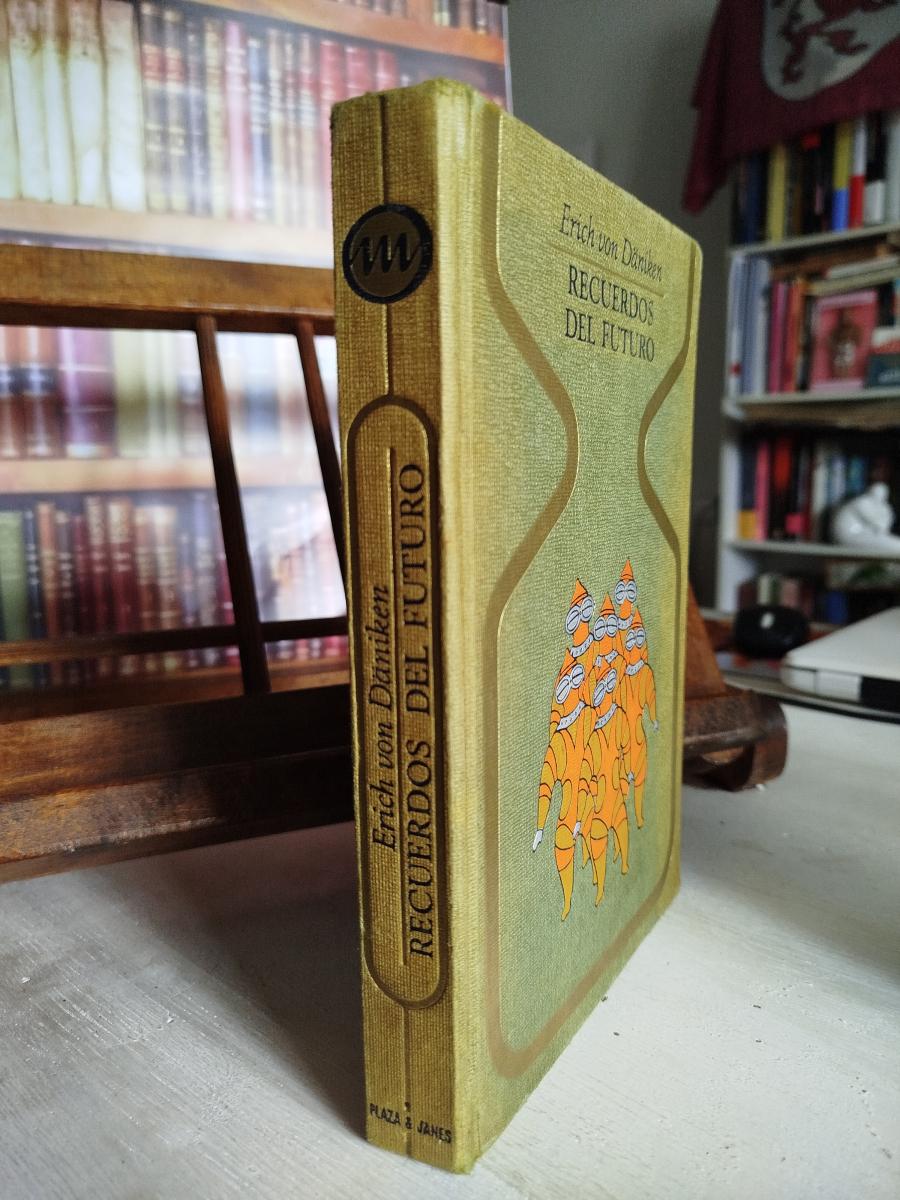 Erich von Däniken
RECUERDOS DEL FUTURO
PLAZA & JANES
Erich von Däniken
RECUERDOS
DEL FUTURO